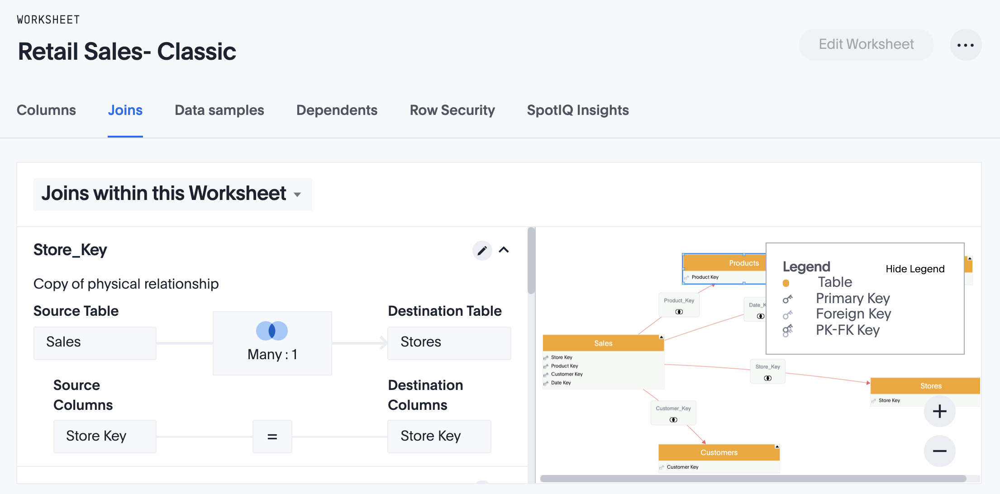 WORKSHEET
Retail Sales- Classic
Edit Worksheet
Columns
Joins
Data samples
Dependents
Row Security
SpotIQ Insights
Joins within this Worksheet
Store_Key
Copy of physical relationship
Source Table
Destination Table
Sales
Many : 1
Stores
Source
Columns
Destination
Columns
Store Key
=
Store Key
Products
Product Key
Product_Key
Date_K
Legend
Hide Legend
Table
Primary Key
Foreign Key
PK-FK Key
Sales
Store Key
Product Key
Customer Key
Date Key
Store_Key
Stores
Store Key
Customer_Key
Customers
Customer Key